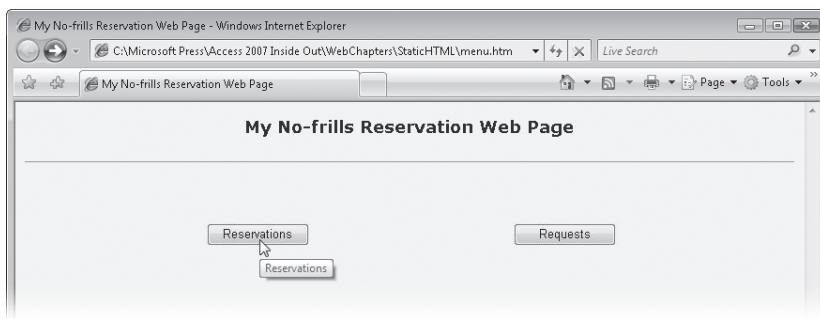 My No-frills Reservation Web Page - Windows Internet Explorer
C:\Microsoft Press\Access 2007 Inside Out\WebChapters\StaticHTML\menu.htm
Live Search
My No-frills Reservation Web Page
Page
Tools
My No-frills Reservation Web Page
Reservations
Requests
Reservations